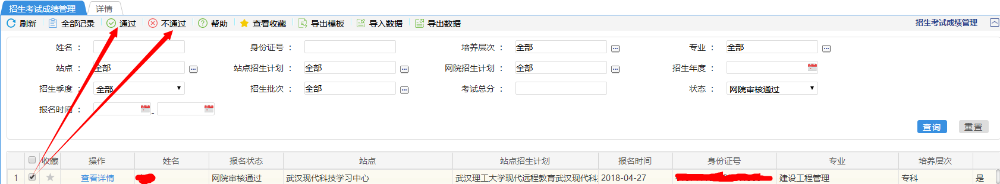 招生考试成绩管理 详情
刷新 全部记录 通过 不通过 帮助 查看收藏 导出模板 导入数据 导出数据 招生考试成绩管理
姓名 : 身份证号 : 培养层次 : 全部 专业 : 全部
站点 : 全部 站点招生计划 : 全部 网院招生计划 : 全部 招生年度 :
招生季度 : 全部 招生批次 : 全部 考试总分 : 状态 : 网院审核通过
报名时间 : -
查询 重置
收藏 操作 姓名 报名状态 站点 站点招生计划 报名时间 身份证号 专业 培养层次
1 查看详情 网院审核通过 武汉现代科技学习中心 武汉理工大学现代远程教育武汉现代科 2018-04-27 建设工程管理 专科 是